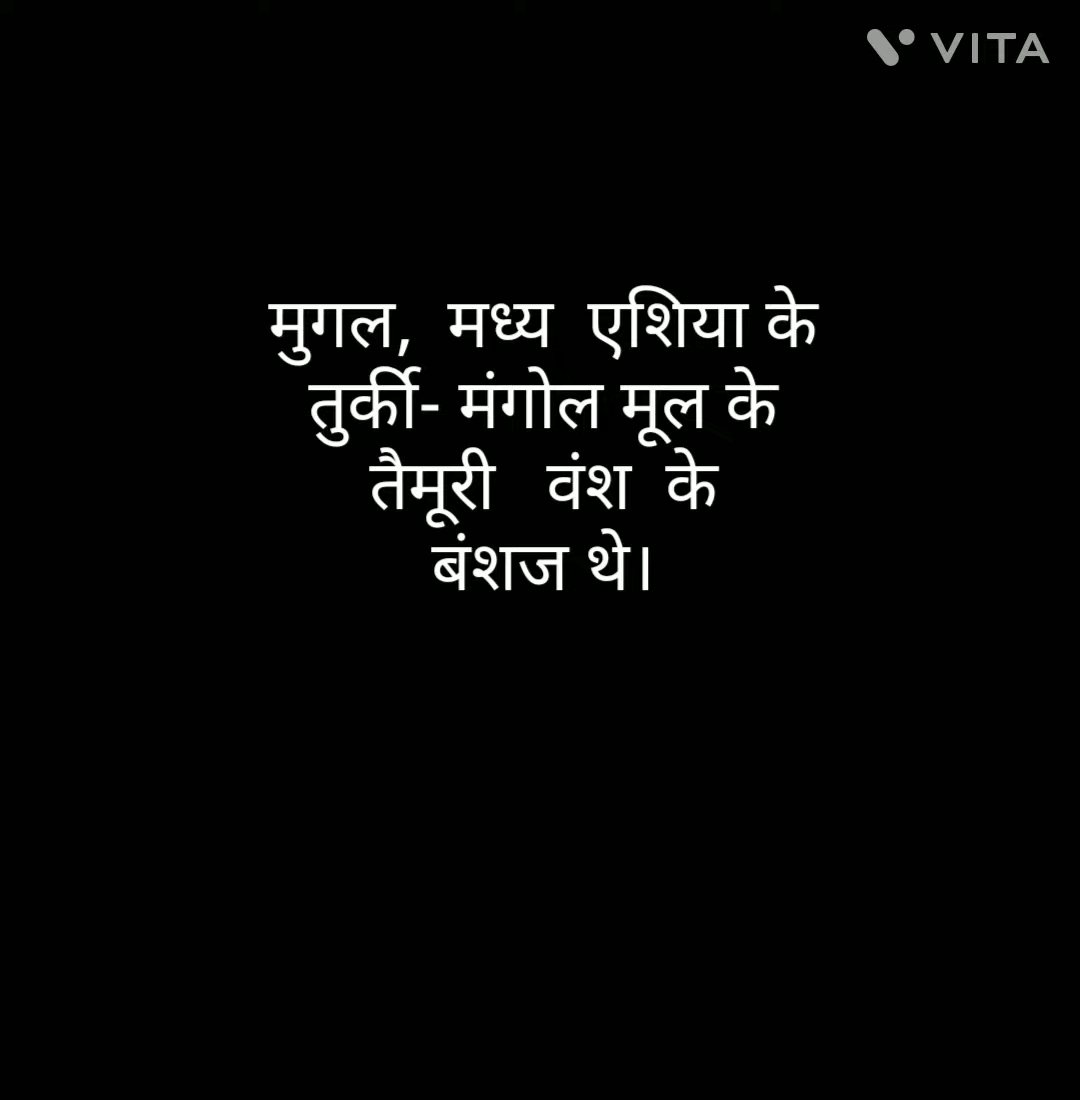 VITA
मुगल, मध्य एशिया के
तुर्की- मंगोल मूल के
तैमूरी वंश के
बंशज थे।